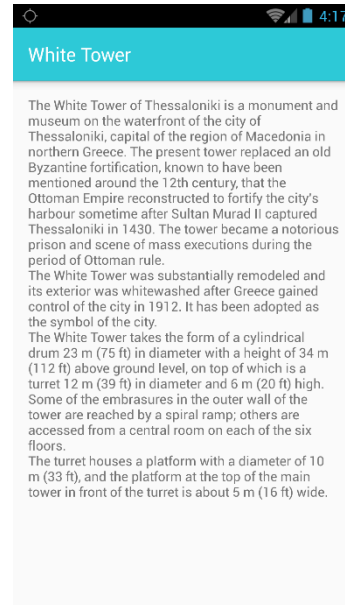 4:17
White Tower
The White Tower of Thessaloniki is a monument and
museum on the waterfront of the city of
Thessaloniki, capital of the region of Macedonia in
northern Greece. The present tower replaced an old
Byzantine fortification, known to have been
mentioned around the 12th century, that the
Ottoman Empire reconstructed to fortify the city's
harbour sometime after Sultan Murad II captured
Thessaloniki in 1430. The tower became a notorious
prison and scene of mass executions during the
period of Ottoman rule.
The White Tower was substantially remodeled and
its exterior was whitewashed after Greece gained
control of the city in 1912. It has been adopted as
the symbol of the city.
The White Tower takes the form of a cylindrical
drum 23 m (75 ft) in diameter with a height of 34 m
(112 ft) above ground level, on top of which is a
turret 12 m (39 ft) in diameter and 6 m (20 ft) high.
Some of the embrasures in the outer wall of the
tower are reached by a spiral ramp; others are
accessed from a central room on each of the six
floors.
The turret houses a platform with a diameter of 10
m (33 ft), and the platform at the top of the main
tower in front of the turret is about 5 m (16 ft) wide.